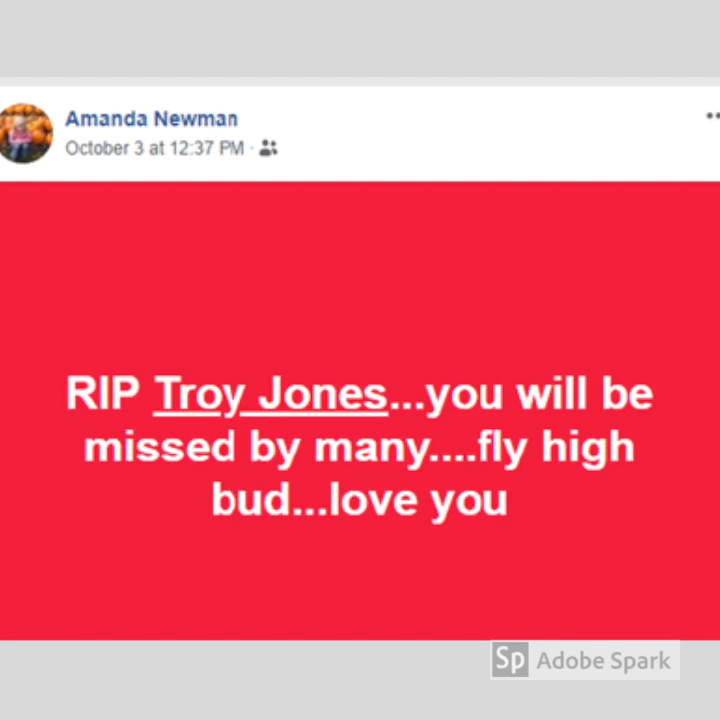 Amanda Newman
October 3 at 12:37 PM ·
RIP Troy Jones...you will be
missed by many....fly high
bud...love you
Sp Adobe Spark